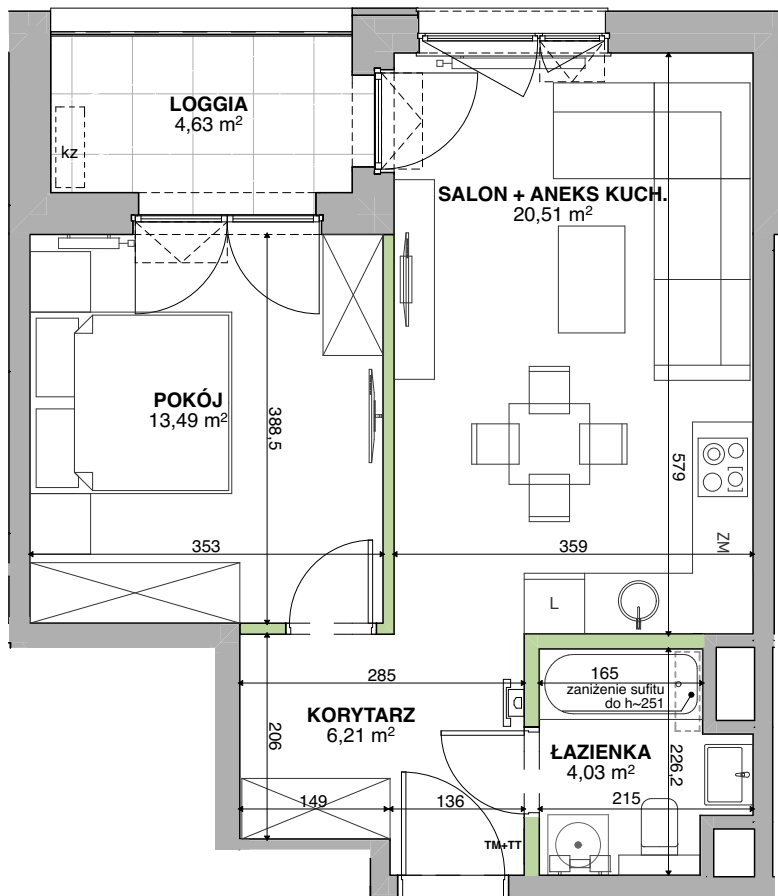 LOGGIA
4,63 m²
kz
SALON + ANEKS KUCH.
20,51 m²
POKÓJ
13,49 m²
388,5
579
353
359
ZM
L
285
165
zaniżenie sufitu
do h~251
KORYTARZ
6,21 m²
206
ŁAZIENKA
4,03 m²
226,2
149
136
215
TM+TT